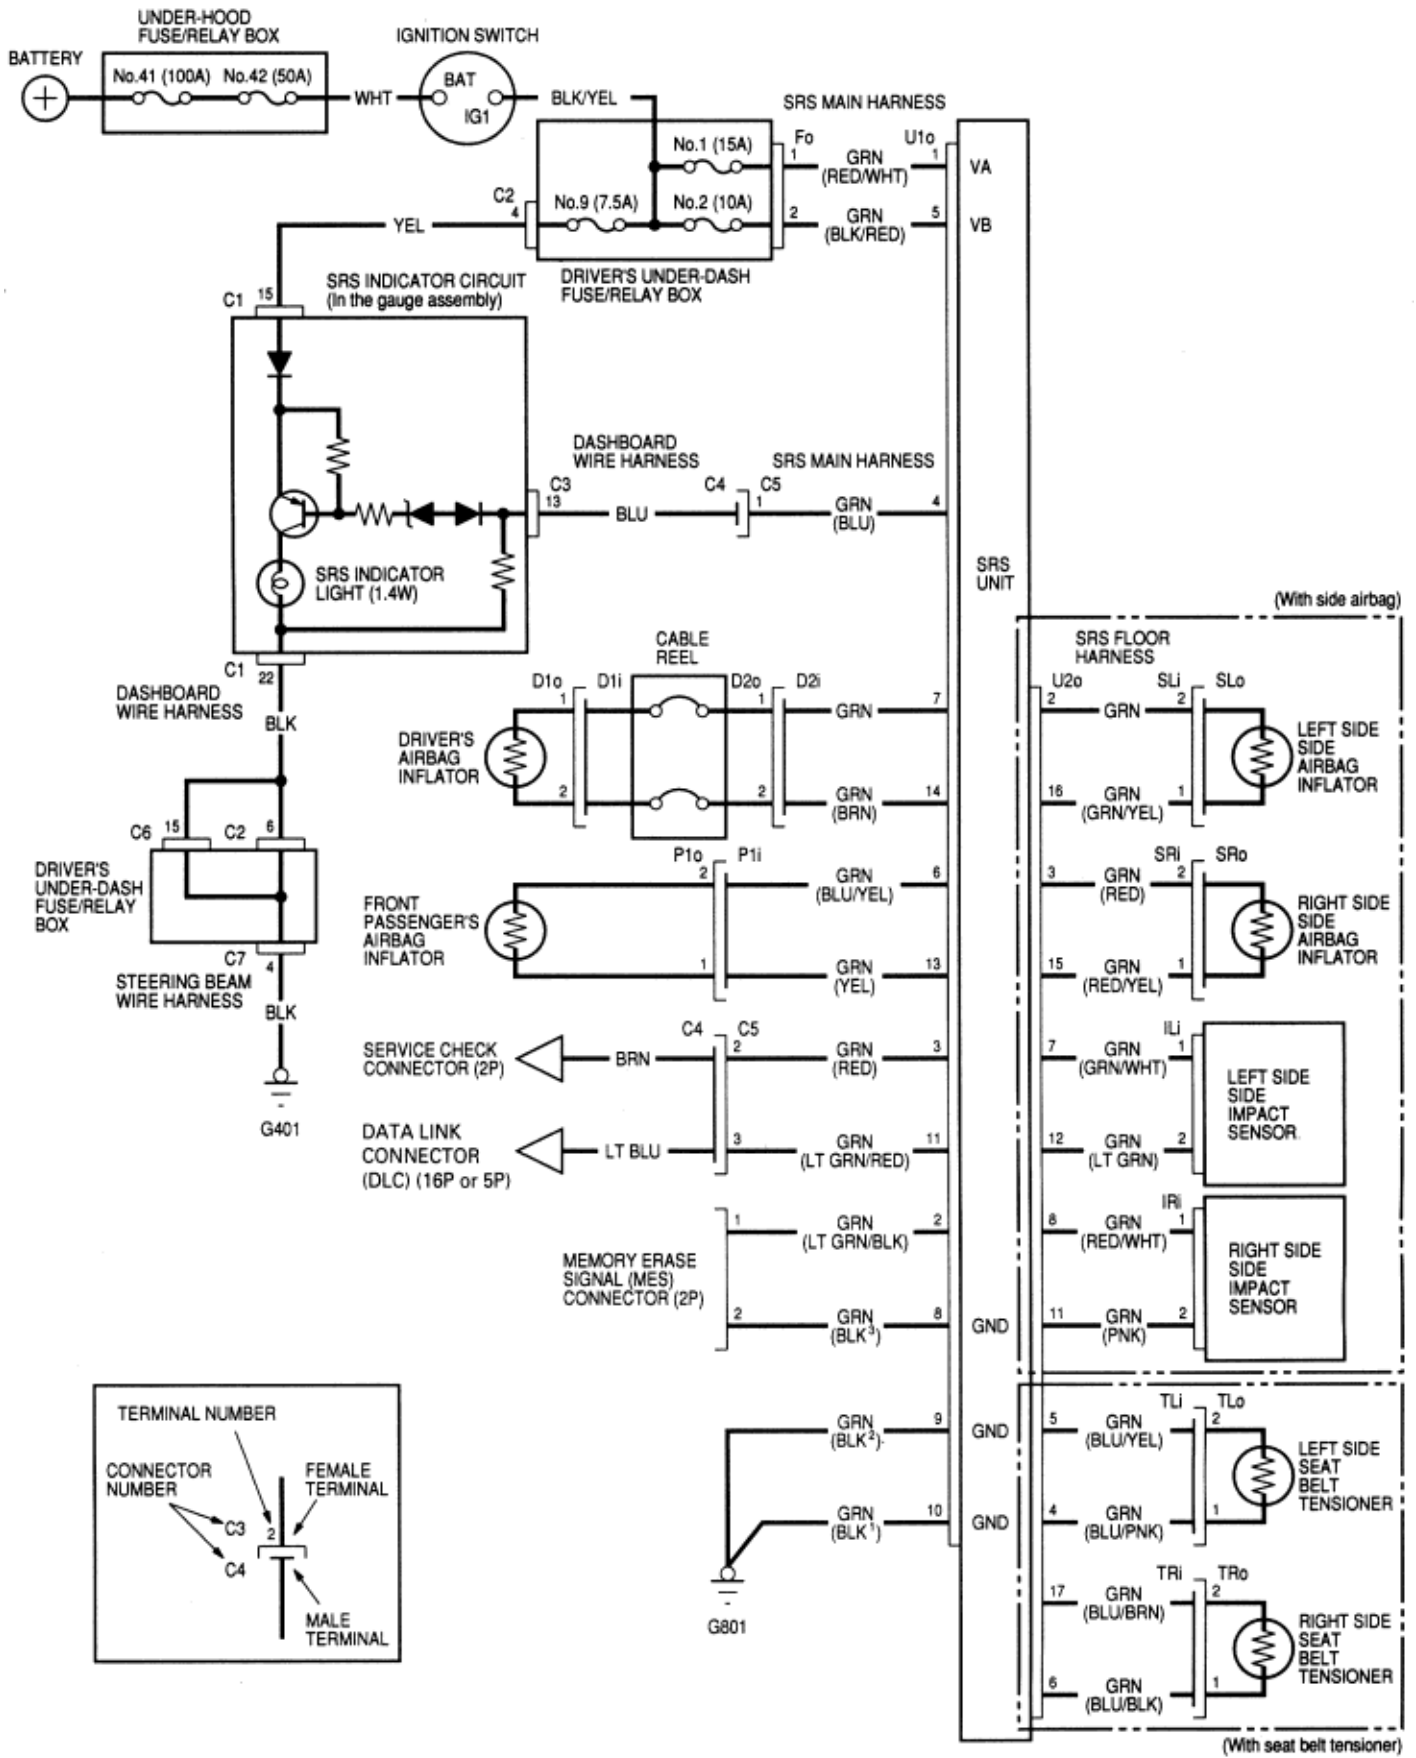 UNDER-HOOD
FUSE/RELAY BOX
BATTERY
No.41 (100A) No.42 (50A)
WHT
IGNITION SWITCH
BAT
IG1
BLK/YEL
SRS MAIN HARNESS
No.1 (15A)
Fo
1
GRN
(RED/WHT)
U1o
1
VA
C2
4
No.9 (7.5A)
No.2 (10A)
2
GRN
(BLK/RED)
5
VB
YEL
DRIVER'S UNDER-DASH
FUSE/RELAY BOX
SRS INDICATOR CIRCUIT
(In the gauge assembly)
C1
15
DASHBOARD
WIRE HARNESS
SRS MAIN HARNESS
C3
13
BLU
C4
C5
1
GRN
(BLU)
4
SRS INDICATOR
LIGHT (1.4W)
SRS
UNIT
C1
22
DASHBOARD
WIRE HARNESS
BLK
C6
15
C2
6
DRIVER'S
UNDER-DASH
FUSE/RELAY
BOX
C7
4
STEERING BEAM
WIRE HARNESS
BLK
G401
CABLE
REEL
D1o
D1i
D2o
D2i
1
1
GRN
7
DRIVER'S
AIRBAG
INFLATOR
2
2
GRN
(BRN)
14
P1o
P1i
2
GRN
(BLU/YEL)
6
FRONT
PASSENGER'S
AIRBAG
INFLATOR
1
GRN
(YEL)
13
SERVICE CHECK
CONNECTOR (2P)
BRN
C4
C5
2
GRN
(RED)
3
DATA LINK
CONNECTOR
(DLC) (16P or 5P)
LT BLU
3
GRN
(LT GRN/RED)
11
MEMORY ERASE
SIGNAL (MES)
CONNECTOR (2P)
1
GRN
(LT GRN/BLK)
2
2
GRN
(BLK3)
8
GND
GRN
(BLK2)
9
GND
GRN
(BLK1)
10
GND
G801
(With side airbag)
SRS FLOOR
HARNESS
U2o
2
GRN
SLi
2
SLo
LEFT SIDE
SIDE
AIRBAG
INFLATOR
16
GRN
(GRN/YEL)
1
3
GRN
(RED)
SRi
2
SRo
RIGHT SIDE
SIDE
AIRBAG
INFLATOR
15
GRN
(RED/YEL)
1
7
GRN
(GRN/WHT)
ILi
1
LEFT SIDE
SIDE
IMPACT
SENSOR
12
GRN
(LT GRN)
2
8
GRN
(RED/WHT)
IRi
1
RIGHT SIDE
SIDE
IMPACT
SENSOR
11
GRN
(PNK)
2
5
GRN
(BLU/YEL)
TLi
TLo
2
LEFT SIDE
SEAT
BELT
TENSIONER
4
GRN
(BLU/PNK)
1
17
GRN
(BLU/BRN)
TRi
TRo
2
RIGHT SIDE
SEAT
BELT
TENSIONER
6
GRN
(BLU/BLK)
1
(With seat belt tensioner)
TERMINAL NUMBER
CONNECTOR
NUMBER
FEMALE
TERMINAL
C3
2
C4
MALE
TERMINAL